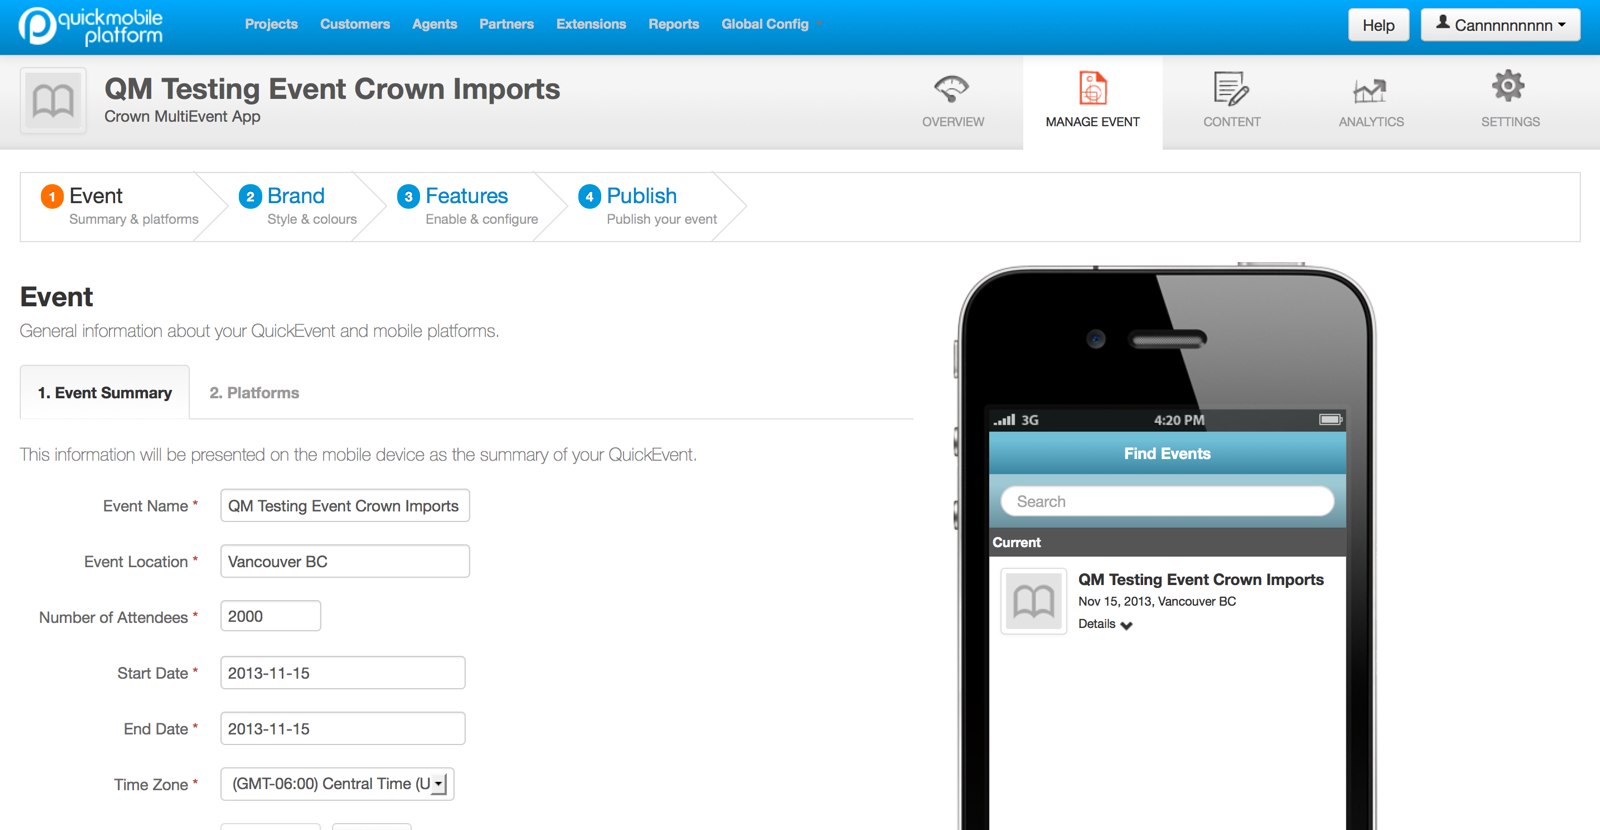 quickmobile
platform
Projects Customers Agents Partners Extensions Reports Global Config
Help
Cannnnnnnnn
QM Testing Event Crown Imports
Crown MultiEvent App
OVERVIEW
MANAGE EVENT
CONTENT
ANALYTICS
SETTINGS
1 Event
Summary & platforms
2 Brand
Style & colours
3 Features
Enable & configure
4 Publish
Publish your event
Event
General information about your QuickEvent and mobile platforms.
1. Event Summary
2. Platforms
This information will be presented on the mobile device as the summary of your QuickEvent.
Event Name * QM Testing Event Crown Imports
Event Location * Vancouver BC
Number of Attendees * 2000
Start Date * 2013-11-15
End Date * 2013-11-15
Time Zone * (GMT-06:00) Central Time (U
3G 4:20 PM
Find Events
Search
Current
QM Testing Event Crown Imports
Nov 15, 2013, Vancouver BC
Details